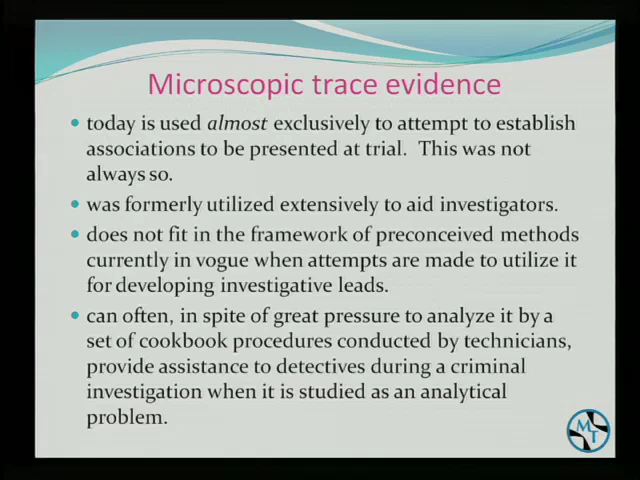 Microscopic trace evidence
• today is used almost exclusively to attempt to establish
associations to be presented at trial. This was not
always so.
• was formerly utilized extensively to aid investigators.
• does not fit in the framework of preconceived methods
currently in vogue when attempts are made to utilize it
for developing investigative leads.
• can often, in spite of great pressure to analyze it by a
set of cookbook procedures conducted by technicians,
provide assistance to detectives during a criminal
investigation when it is studied as an analytical
problem.
MT